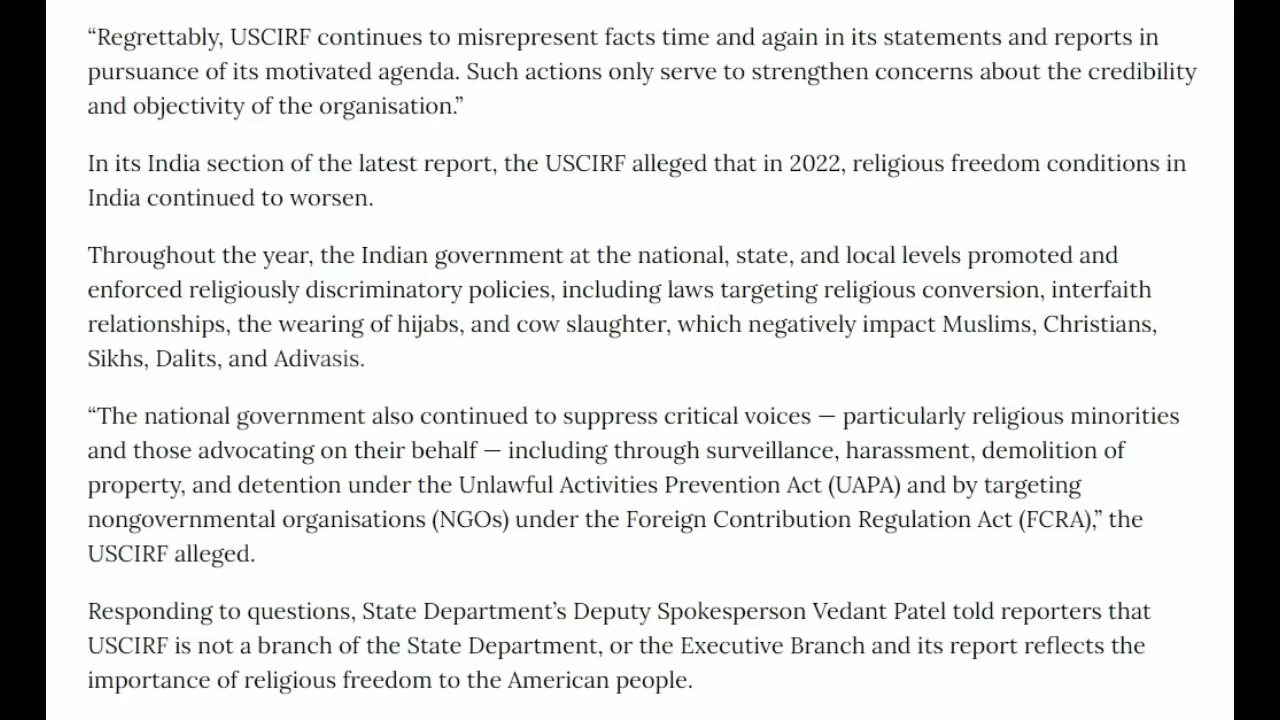 “Regrettably, USCIRF continues to misrepresent facts time and again in its statements and reports in
pursuance of its motivated agenda. Such actions only serve to strengthen concerns about the credibility
and objectivity of the organisation.”
In its India section of the latest report, the USCIRF alleged that in 2022, religious freedom conditions in
India continued to worsen.
Throughout the year, the Indian government at the national, state, and local levels promoted and
enforced religiously discriminatory policies, including laws targeting religious conversion, interfaith
relationships, the wearing of hijabs, and cow slaughter, which negatively impact Muslims, Christians,
Sikhs, Dalits, and Adivasis.
“The national government also continued to suppress critical voices — particularly religious minorities
and those advocating on their behalf — including through surveillance, harassment, demolition of
property, and detention under the Unlawful Activities Prevention Act (UAPA) and by targeting
nongovernmental organisations (NGOs) under the Foreign Contribution Regulation Act (FCRA),” the
USCIRF alleged.
Responding to questions, State Department’s Deputy Spokesperson Vedant Patel told reporters that
USCIRF is not a branch of the State Department, or the Executive Branch and its report reflects the
importance of religious freedom to the American people.